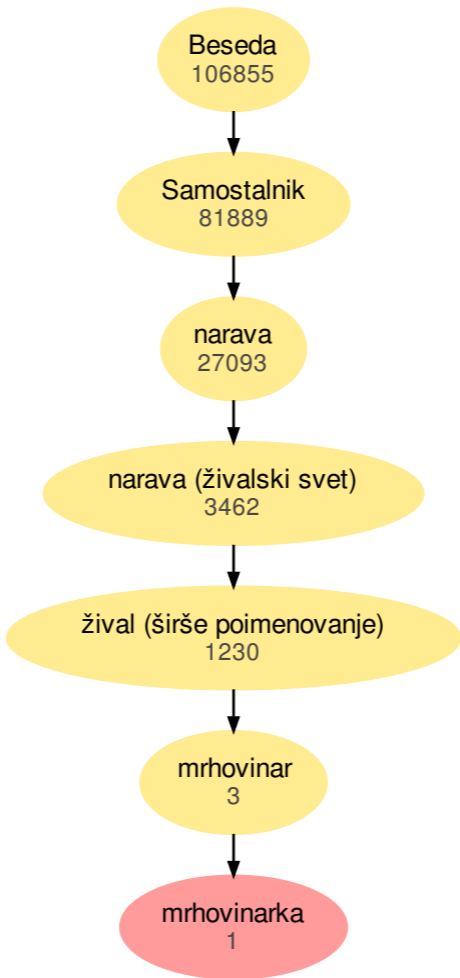 Beseda
106855
Samostalnik
81889
narava
27093
narava (živalski svet)
3462
žival (širše poimenovanje)
1230
mrhovinar
3
mrhovinarka
1